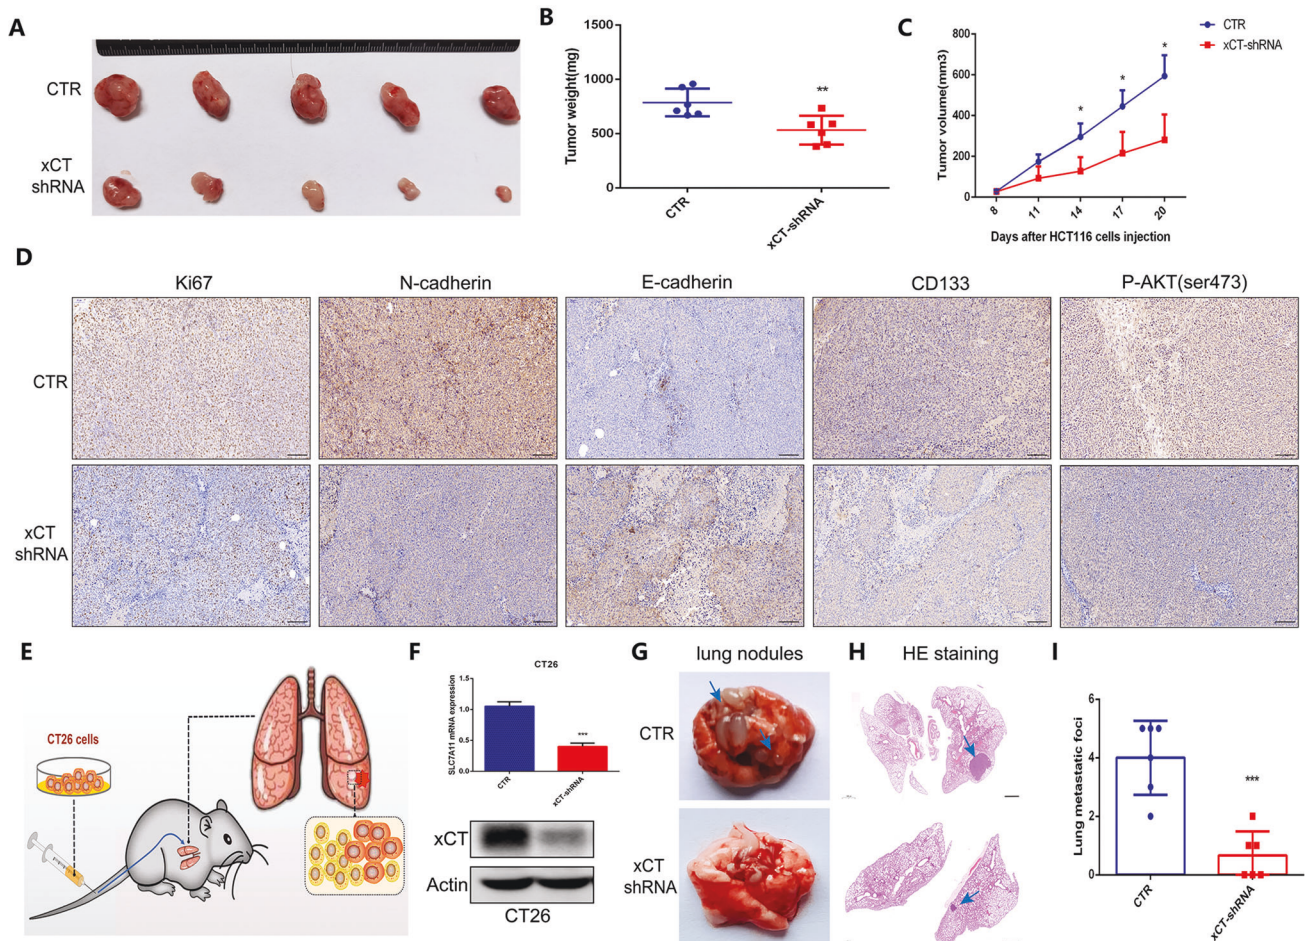 A
CTR
xCT
shRNA
B
Tumor weight(mg)
1500
1000
500
0
**
CTR
xCT-shRNA
C
CTR
xCT-shRNA
Tumor volume(mm3)
800
600
400
200
0
*
*
*
8
11
14
17
20
Days after HCT116 cells injection
D
Ki67
N-cadherin
E-cadherin
CD133
P-AKT(ser473)
CTR
xCT
shRNA
E
CT26 cells
F
CT26
SLC7A11 mRNA expression
1.5
1.0
0.5
0.0
***
CTR
xCT-shRNA
xCT
Actin
CT26
G
lung nodules
CTR
xCT
shRNA
H
HE staining
I
Lung metastatic foci
6
4
2
0
***
CTR
xCT-shRNA